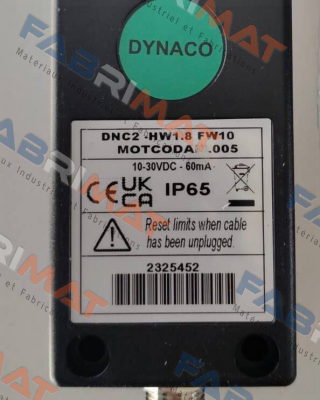 DYNACO
DNC2 HW1.8 FW10
MOTCODA .005
10-30VDC - 60mA
CE UK CA IP65
Reset limits when cable
has been unplugged.
2325452
FABRIMAT